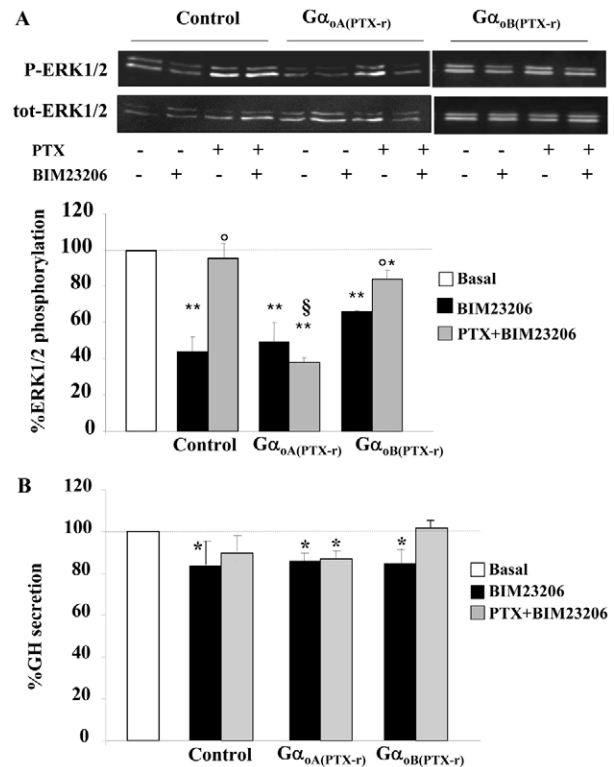 A
Control
GαoA(PTX-r)
GαoB(PTX-r)
P-ERK1/2
tot-ERK1/2
PTX - - + + - - + + - - + +
BIM23206 - + - + - + - + - + - +
%ERK1/2 phosphorylation
120
100
80
60
40
20
0
**
°
**
§
**
**
°*
Basal
BIM23206
PTX+BIM23206
Control
GαoA(PTX-r)
GαoB(PTX-r)
B
%GH secretion
120
100
80
60
40
20
0
*
*
*
*
Basal
BIM23206
PTX+BIM23206
Control
GαoA(PTX-r)
GαoB(PTX-r)